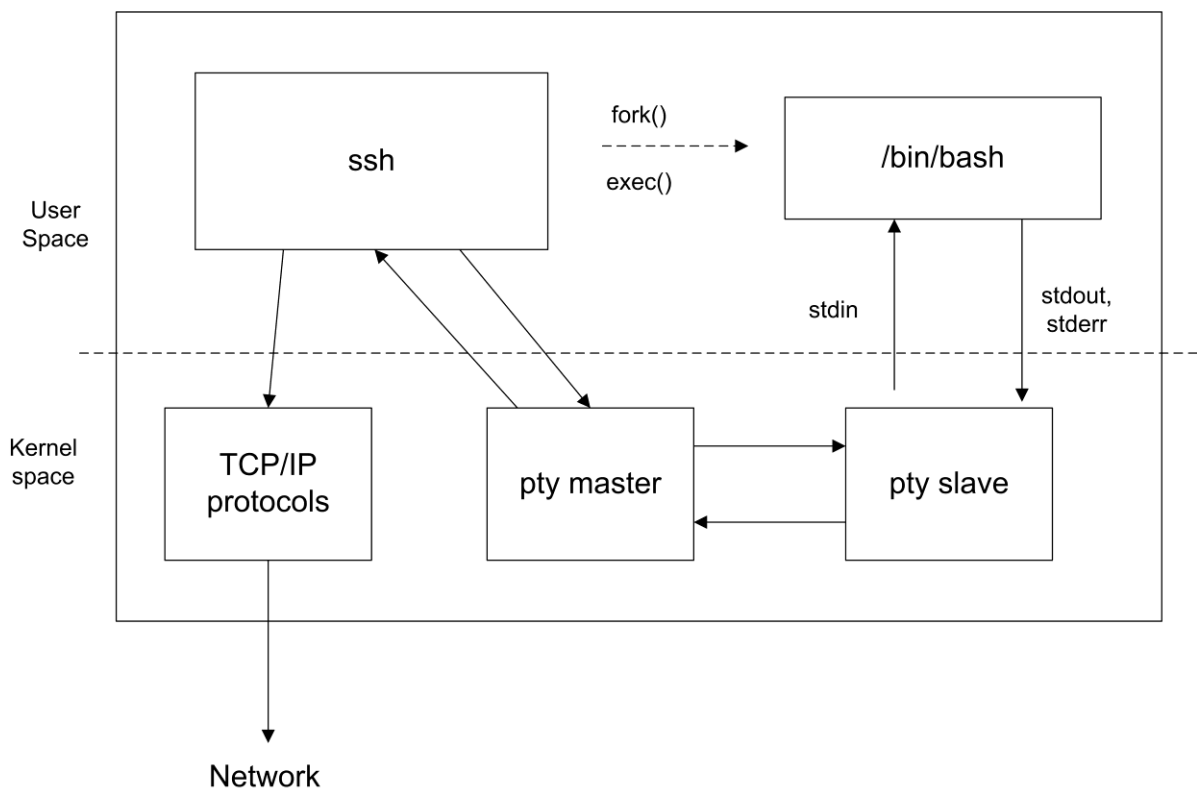 fork()
ssh
/bin/bash
exec()
User
Space
stdin
stdout,
stderr
Kernel
space
TCP/IP
protocols
pty master
pty slave
Network